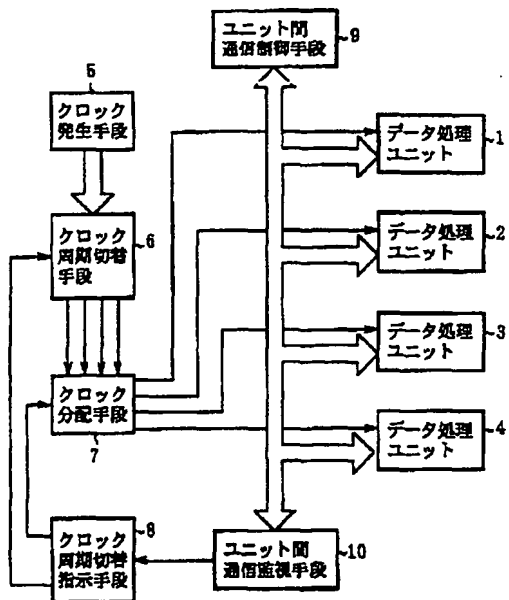 ユニット間
通信制御手段
9
5
クロック
発生手段
データ処理
ユニット
1
クロック
周期切替
手段
6
データ処理
ユニット
2
データ処理
ユニット
3
クロック
分配手段
7
データ処理
ユニット
4
クロック
周期切替
指示手段
8
ユニット間
通信監視手段
10